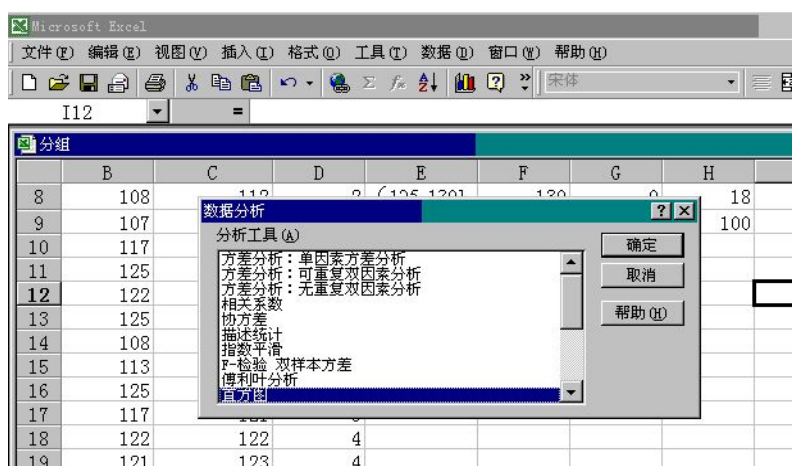 Microsoft Excel
文件(F) 编辑(E) 视图(V) 插入(I) 格式(O) 工具(T) 数据(D) 窗口(W) 帮助(H)
宋体
I12 =
分组
B C D E F G H
8 108 112 2 (125,130] 130 9 18
数据分析
9 107 100
分析工具(A)
确定
10 117
方差分析：单因素方差分析
方差分析：可重复双因素分析
取消
11 125
方差分析：无重复双因素分析
12 122
相关系数
帮助(H)
13 125
协方差
描述统计
14 108
指数平滑
15 113
F-检验 双样本方差
傅利叶分析
16 125
直方图
17 117
18 122 122 4
19 121 123 4